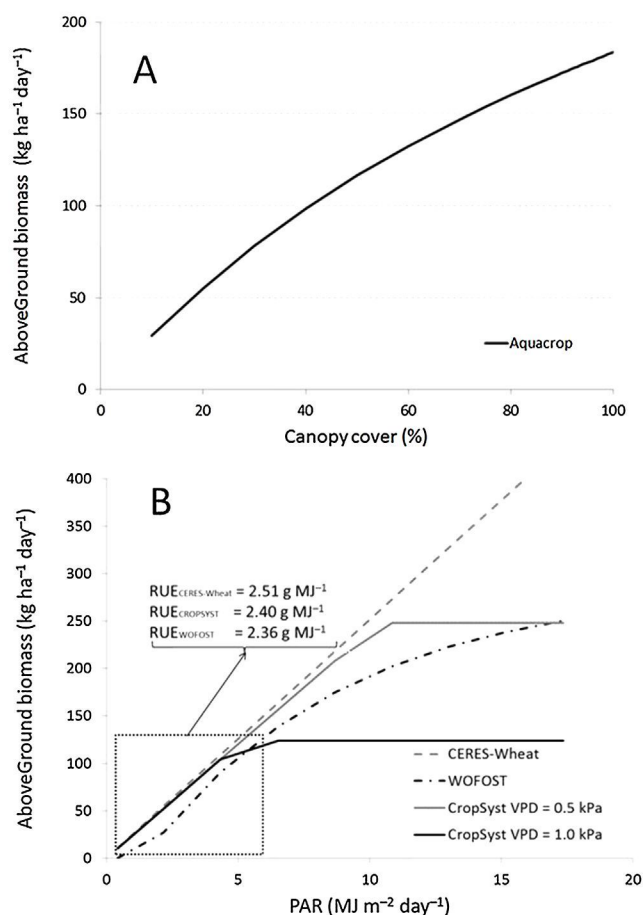 A
AboveGround biomass (kg ha⁻¹ day⁻¹)
200
150
100
50
0
0 20 40 60 80 100
Canopy cover (%)
Aquacrop
B
AboveGround biomass (kg ha⁻¹ day⁻¹)
400
350
300
250
200
150
100
50
0
RUECERES-Wheat = 2.51 g MJ⁻¹
RUECROPSYST = 2.40 g MJ⁻¹
RUEWOFOST = 2.36 g MJ⁻¹
CERES-Wheat
WOFOST
CropSyst VPD = 0.5 kPa
CropSyst VPD = 1.0 kPa
0 5 10 15 20
PAR (MJ m⁻² day⁻¹)